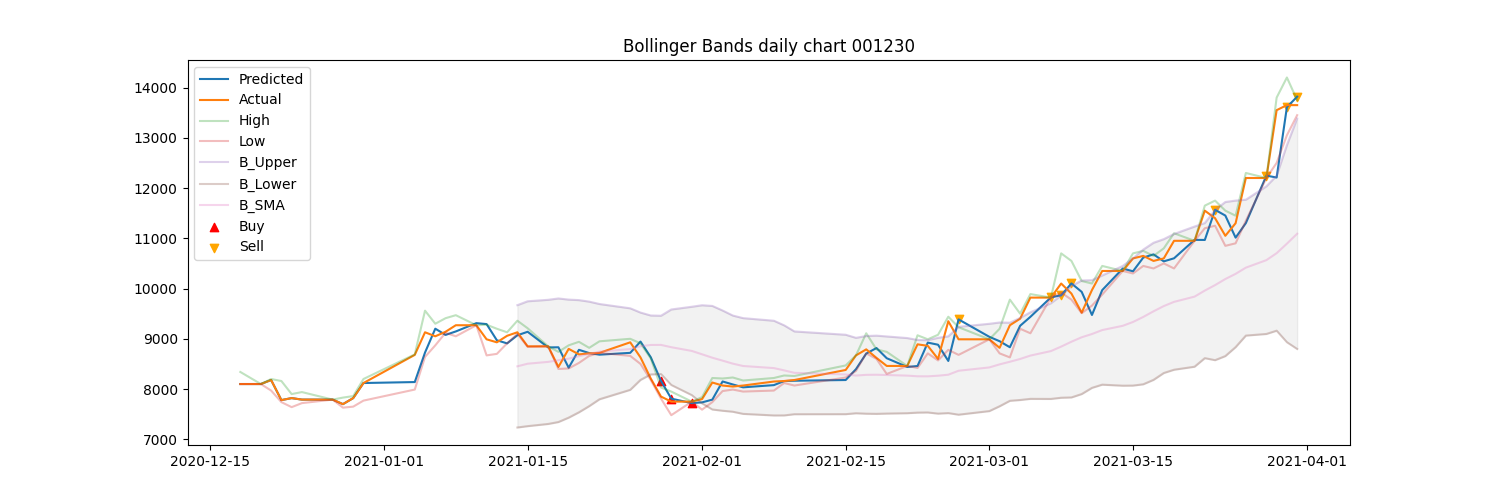 Bollinger Bands daily chart 001230
14000
13000
12000
11000
10000
9000
8000
7000
Predicted
Actual
High
Low
B_Upper
B_Lower
B_SMA
Buy
Sell
2020-12-15
2021-01-01
2021-01-15
2021-02-01
2021-02-15
2021-03-01
2021-03-15
2021-04-01